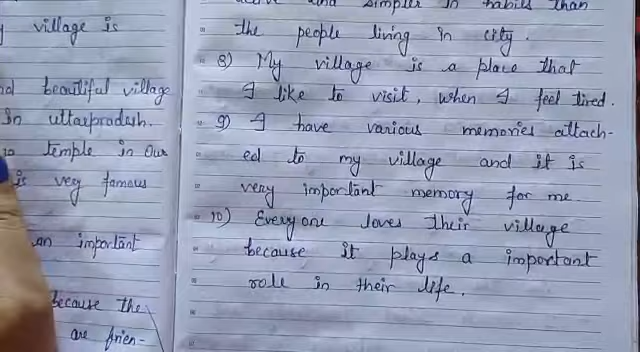 village is
beautiful village
In uttarpradesh.
temple in our
is very famous
an important
because the
are frien-
and simpler in habits than
the people living in city.
8) My village is a place that
I like to visit, when I feel tired.
9) I have various memories attach-
ed to my village and it is
very important memory for me
10) Everyone loves their village
because it plays a important
role in their life.